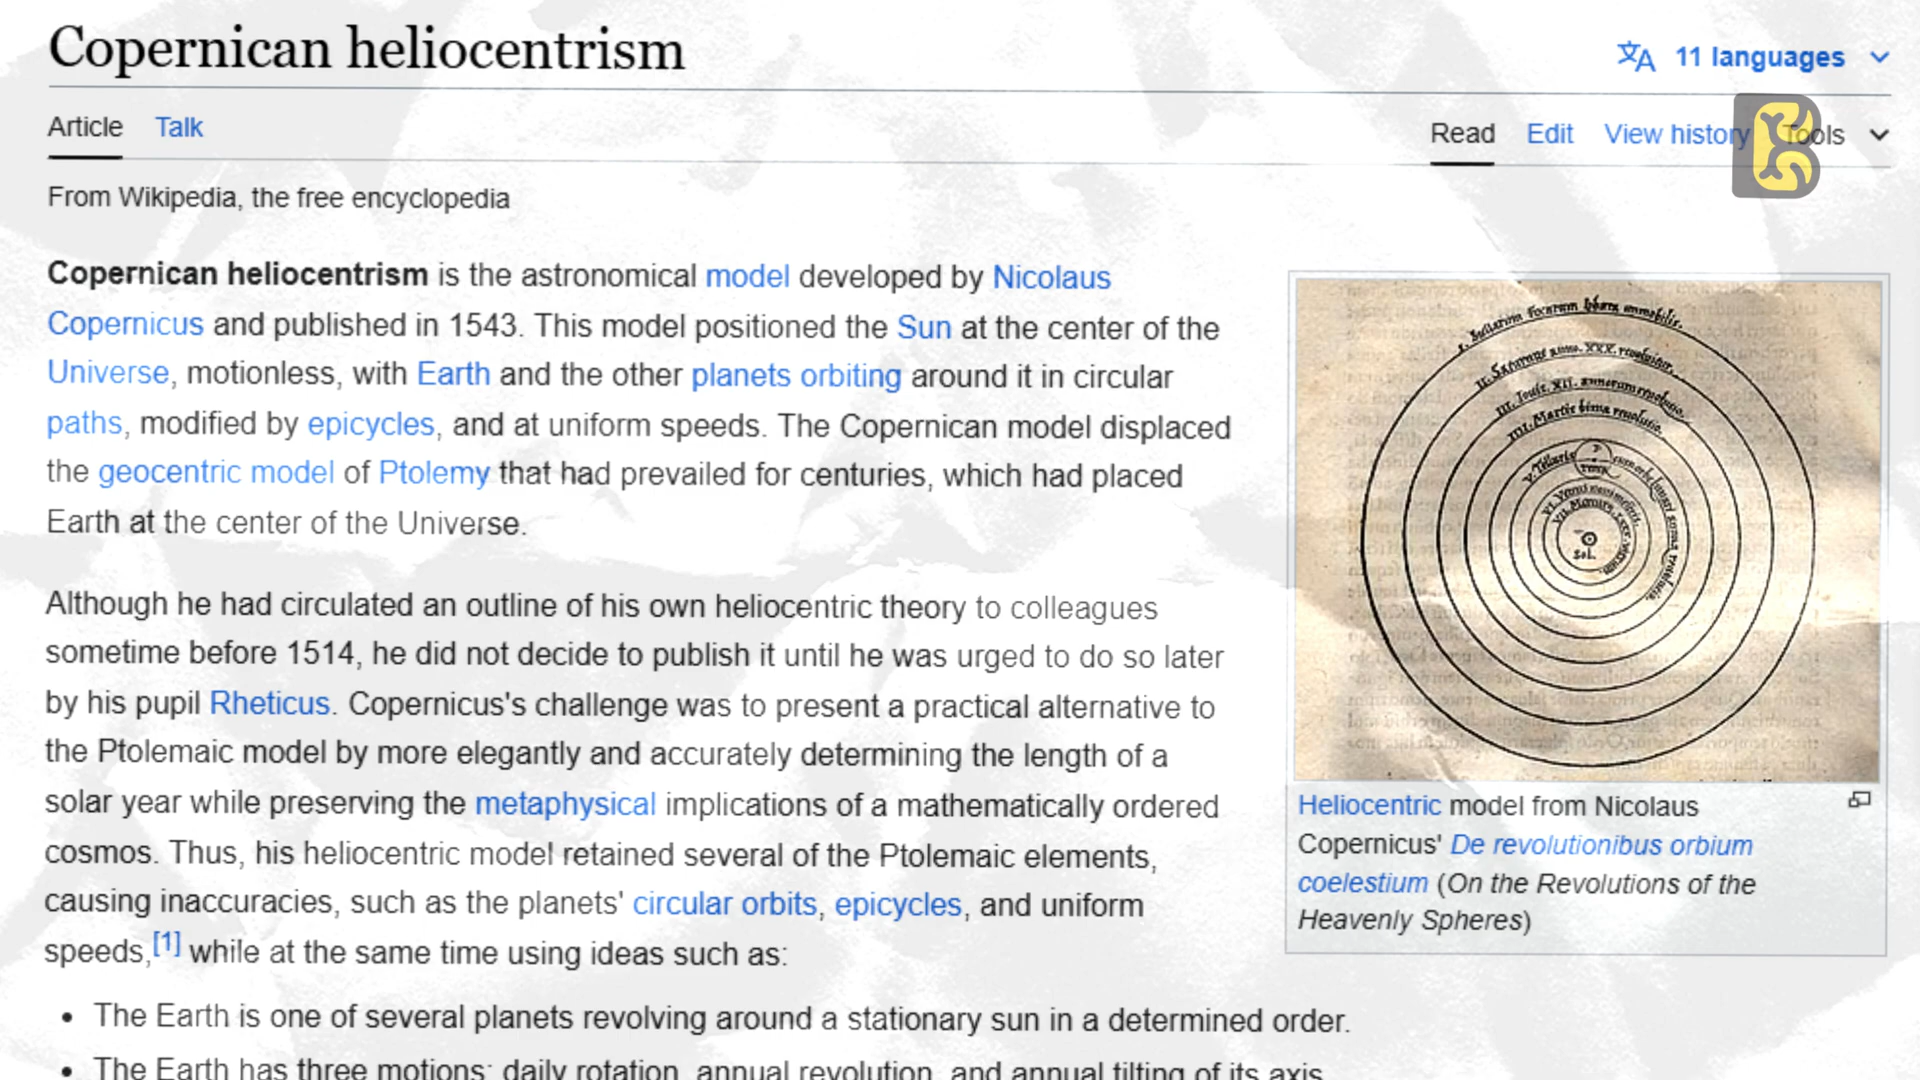 Copernican heliocentrism
11 languages
Article Talk
Read Edit View history Tools
From Wikipedia, the free encyclopedia
Copernican heliocentrism is the astronomical model developed by Nicolaus
Copernicus and published in 1543. This model positioned the Sun at the center of the
Universe, motionless, with Earth and the other planets orbiting around it in circular
paths, modified by epicycles, and at uniform speeds. The Copernican model displaced
the geocentric model of Ptolemy that had prevailed for centuries, which had placed
Earth at the center of the Universe.
Although he had circulated an outline of his own heliocentric theory to colleagues
sometime before 1514, he did not decide to publish it until he was urged to do so later
by his pupil Rheticus. Copernicus's challenge was to present a practical alternative to
the Ptolemaic model by more elegantly and accurately determining the length of a
solar year while preserving the metaphysical implications of a mathematically ordered
cosmos. Thus, his heliocentric model retained several of the Ptolemaic elements,
causing inaccuracies, such as the planets' circular orbits, epicycles, and uniform
speeds,[1] while at the same time using ideas such as:
• The Earth is one of several planets revolving around a stationary sun in a determined order.
• The Earth has three motions: daily rotation, annual revolution, and annual tilting of its axis.
Sol.
Heliocentric model from Nicolaus
Copernicus' De revolutionibus orbium
coelestium (On the Revolutions of the
Heavenly Spheres)